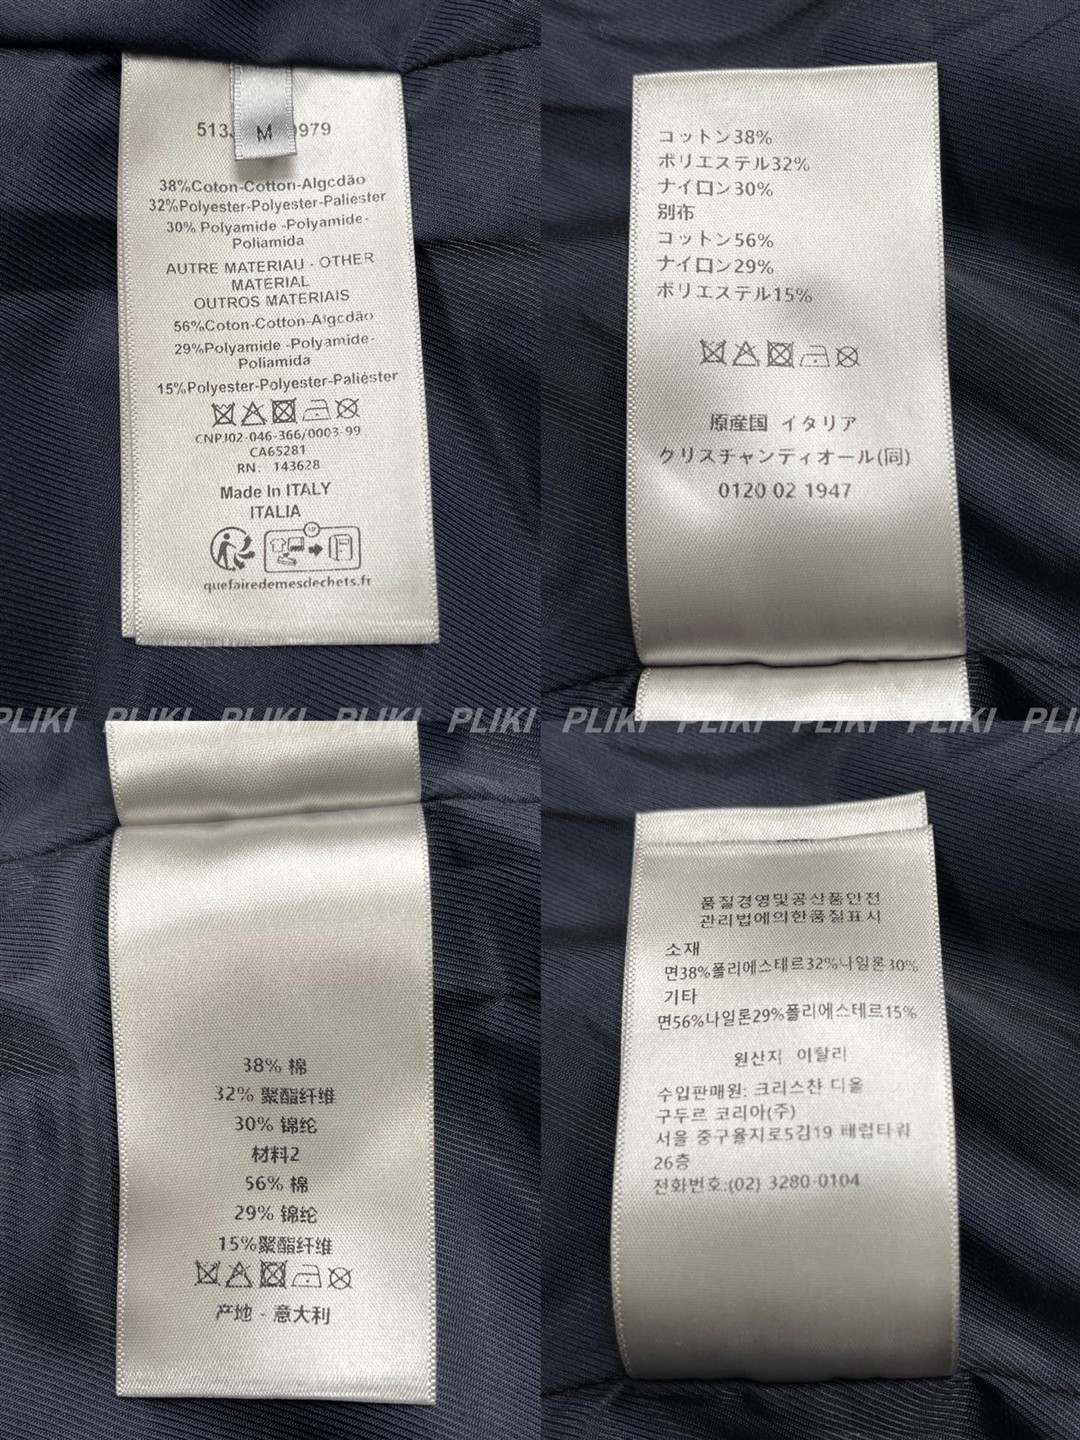 M
38%Coton-Cotton-Algcdão
32%Polyester-Polyester-Paliéster
30% Polyamide -Polyamide-
Poliamida
AUTRE MATERIAU - OTHER
MATERIAL
OUTROS MATERIAIS
56%Coton-Cotton-Algcdão
29%Polyamide -Polyamide-
Poliamida
15%Polyester-Polyester-Paliéster
CNPJ02-046-366/0003-99
CA65281
RN: 143628
Made In ITALY
ITALIA
quefairedemesdechets.fr
コットン38%
ポリエステル32%
ナイロン30%
別布
コットン56%
ナイロン29%
ポリエステル15%
原産国 イタリア
クリスチャンディオール(同)
0120 02 1947
PLIKI PLIKI PLIKI PLIKI PLIKI PLIKI PLIKI PLIKI PLIKI
38% 棉
32% 聚酯纤维
30% 锦纶
材料2
56% 棉
29% 锦纶
15%聚酯纤维
产地 - 意大利
품질경영및공산품안전
관리법에의한품질표시
소재
면38%폴리에스테르32%나일론30%
기타
면56%나일론29%폴리에스테르15%
원산지 이탈리
수입판매원: 크리스챤 디올
구두르 코리아(주)
서울 중구율지로5김19 테럽타워
26층
전화번호:(02) 3280-0104